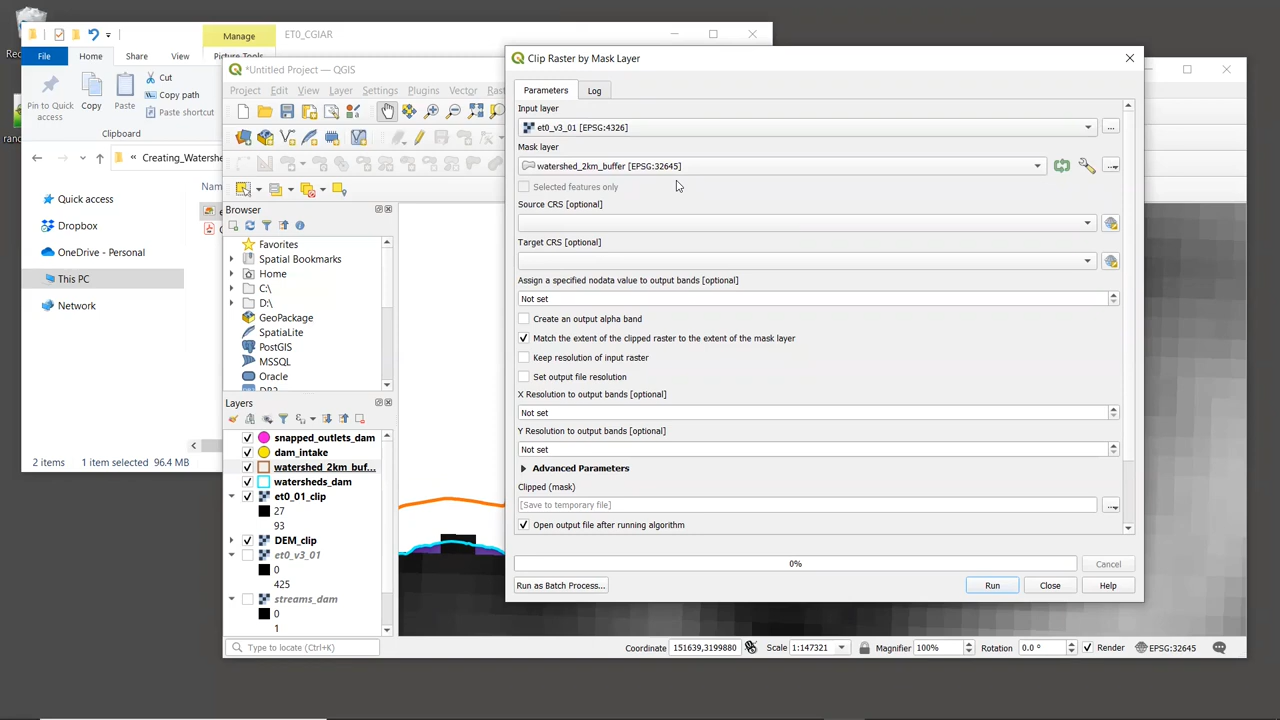 Manage
ET0_CGIAR
File
Home
Share
View
Picture Tools
Pin to Quick access
Copy
Paste
Cut
Copy path
Paste shortcut
Clipboard
« Creating_Watershe
Quick access
Dropbox
OneDrive - Personal
This PC
Network
2 items
1 item selected 96.4 MB
*Untitled Project — QGIS
Project
Edit
View
Layer
Settings
Plugins
Vector
Browser
Favorites
Spatial Bookmarks
Home
C:\
D:\
GeoPackage
SpatiaLite
PostGIS
MSSQL
Oracle
Layers
snapped_outlets_dam
dam_intake
watershed_2km_buf...
watersheds_dam
et0_01_clip
27
93
DEM_clip
et0_v3_01
0
425
streams_dam
0
1
Type to locate (Ctrl+K)
Coordinate
151639,3199880
Scale
1:147321
Magnifier
100%
Rotation
0.0 °
Render
EPSG:32645
Clip Raster by Mask Layer
Parameters
Log
Input layer
et0_v3_01 [EPSG:4326]
Mask layer
watershed_2km_buffer [EPSG:32645]
Selected features only
Source CRS [optional]
Target CRS [optional]
Assign a specified nodata value to output bands [optional]
Not set
Create an output alpha band
Match the extent of the clipped raster to the extent of the mask layer
Keep resolution of input raster
Set output file resolution
X Resolution to output bands [optional]
Not set
Y Resolution to output bands [optional]
Not set
Advanced Parameters
Clipped (mask)
[Save to temporary file]
Open output file after running algorithm
0%
Cancel
Run as Batch Process...
Run
Close
Help